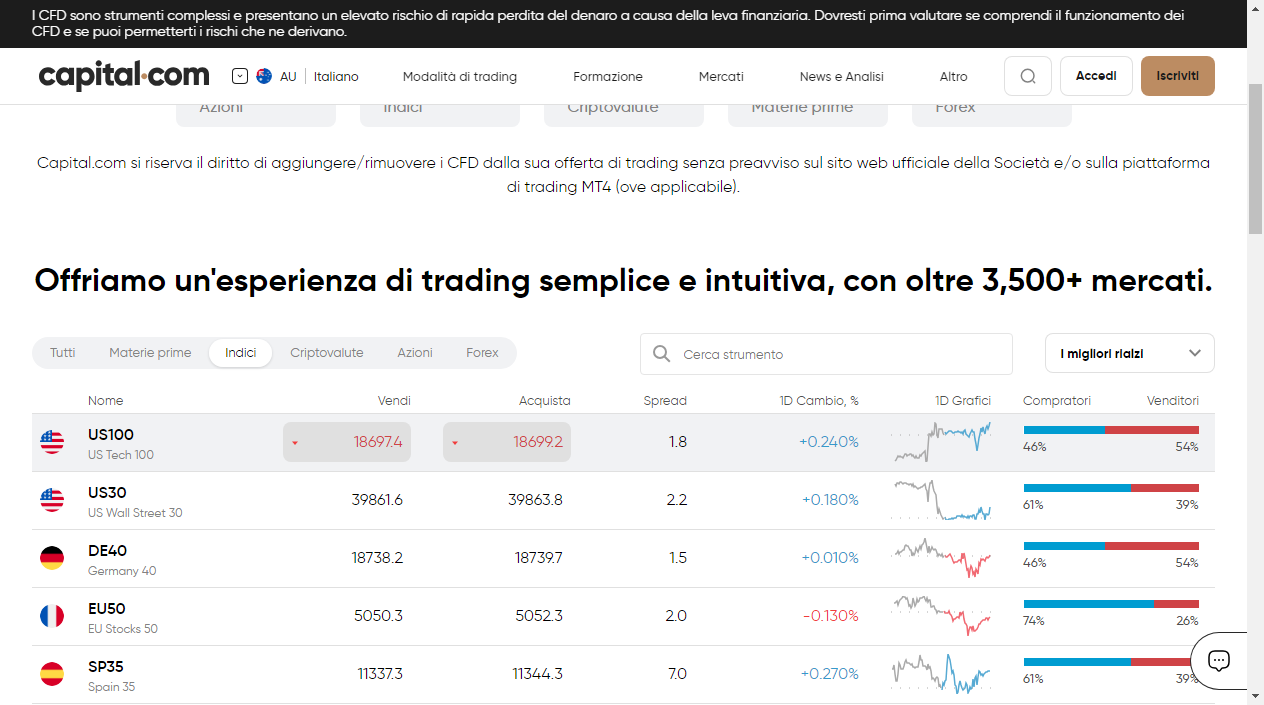 I CFD sono strumenti complessi e presentano un elevato rischio di rapida perdita del denaro a causa della leva finanziaria. Dovresti prima valutare se comprendi il funzionamento dei
CFD e se puoi permetterti i rischi che ne derivano.
capital.com AU Italiano Modalità di trading Formazione Mercati News e Analisi Altro Accedi Iscriviti
Azioni Indici Criptovalute Materie prime Forex
Capital.com si riserva il diritto di aggiungere/rimuovere i CFD dalla sua offerta di trading senza preavviso sul sito web ufficiale della Società e/o sulla piattaforma
di trading MT4 (ove applicabile).
Offriamo un'esperienza di trading semplice e intuitiva, con oltre 3,500+ mercati.
Tutti Materie prime Indici Criptovalute Azioni Forex Cerca strumento I migliori rialzi
Nome Vendi Acquista Spread 1D Cambio, % 1D Grafici Compratori Venditori
US100 18697.4 18699.2 1.8 +0.240%
US Tech 100 46% 54%
US30 39861.6 39863.8 2.2 +0.180%
US Wall Street 30 61% 39%
DE40 18738.2 18739.7 1.5 +0.010%
Germany 40 46% 54%
EU50 5050.3 5052.3 2.0 -0.130%
EU Stocks 50 74% 26%
SP35 11337.3 11344.3 7.0 +0.270%
Spain 35 61% 39%